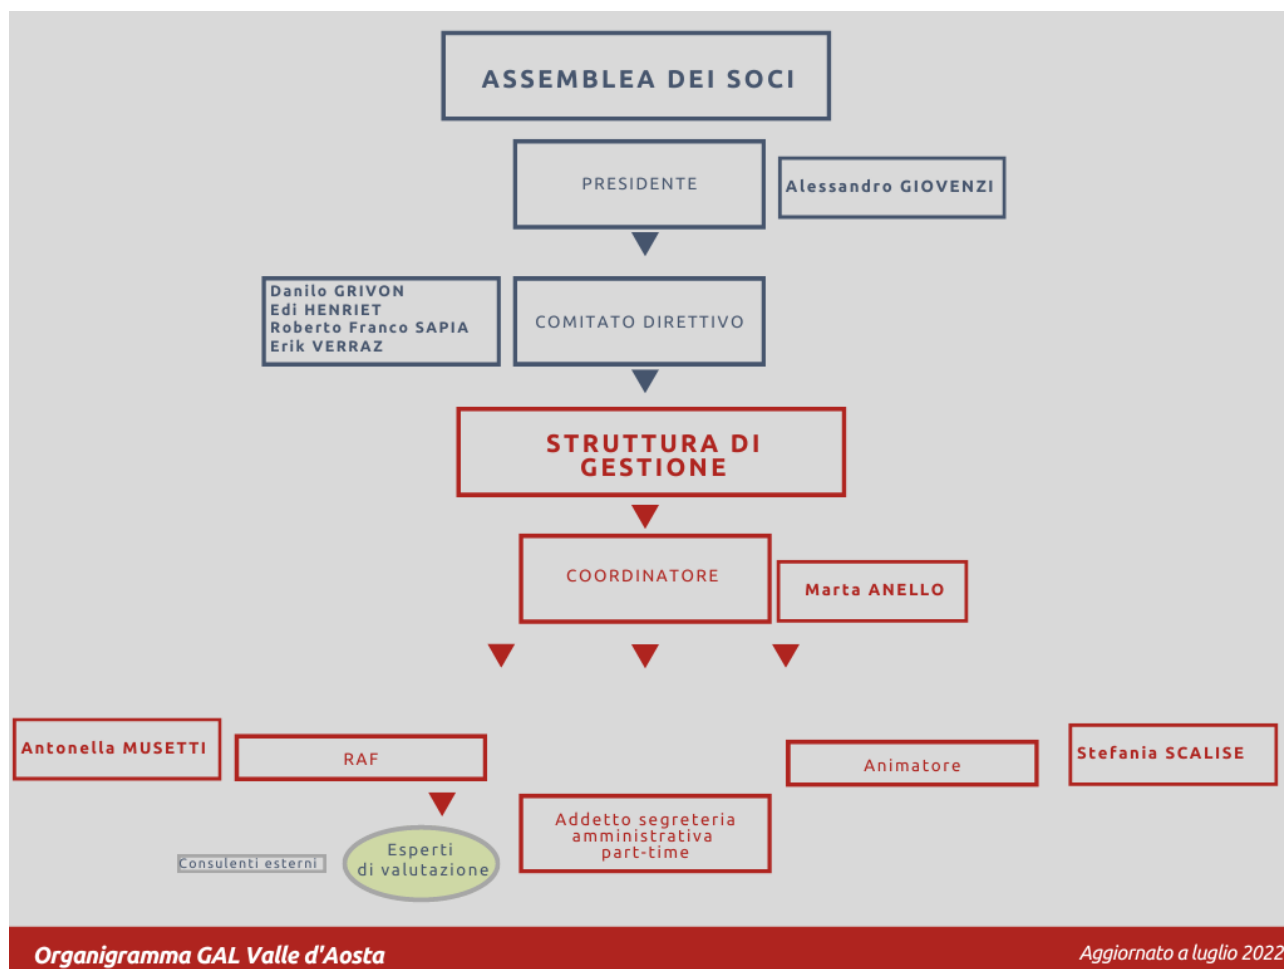 ASSEMBLEA DEI SOCI
PRESIDENTE
Alessandro GIOVENZI
Danilo GRIVON
Edi HENRIET
Roberto Franco SAPIA
Erik VERRAZ
COMITATO DIRETTIVO
STRUTTURA DI
GESTIONE
COORDINATORE
Marta ANELLO
Antonella MUSETTI
RAF
Animatore
Stefania SCALISE
Addetto segreteria
amministrativa
part-time
Consulenti esterni
Esperti
di valutazione
Organigramma GAL Valle d'Aosta
Aggiornato a luglio 2022